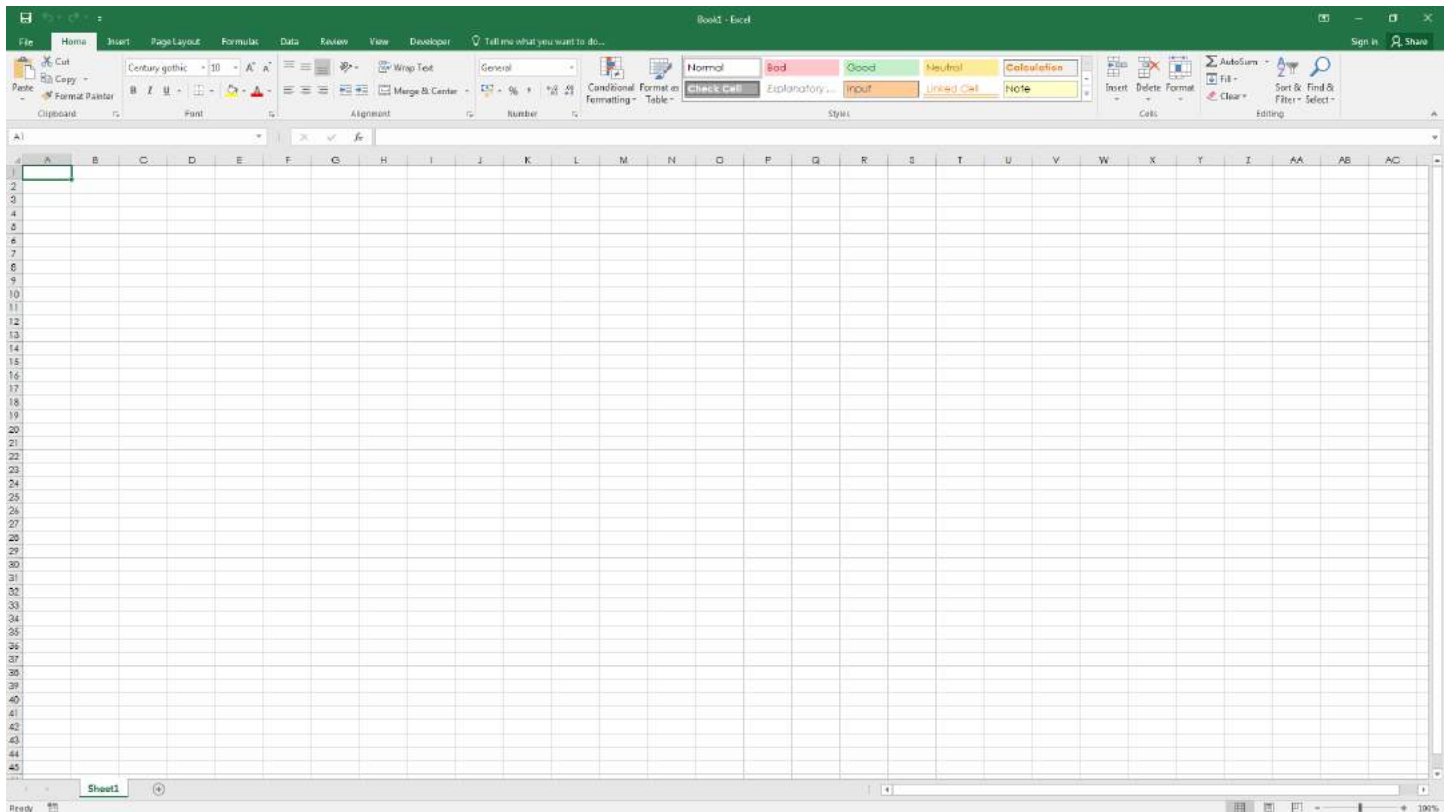 Book1 - Excel
File Home Insert Page Layout Formulas Data Review View Developer Tell me what you want to do... Sign in Share
Paste
Cut
Copy
Format Painter
Clipboard
Century gothic 10
B I U
Font
Wrap Text
Merge & Center
Alignment
General
%
Number
Conditional Formatting
Format as Table
Normal Bad Good Neutral Calculation
Check Cell Explanatory ... Input Linked Cell Note
Styles
Insert Delete Format
Cells
AutoSum
Fill
Clear
Sort & Filter
Find & Select
Editing
A1 fx
A B C D E F G H I J K L M N O P Q R S T U V W X Y Z AA AB AC
1
2
3
4
5
6
7
8
9
10
11
12
13
14
15
16
17
18
19
20
21
22
23
24
25
26
27
28
29
30
31
32
33
34
35
36
37
38
39
40
41
42
43
44
45
Sheet1
Ready 100%